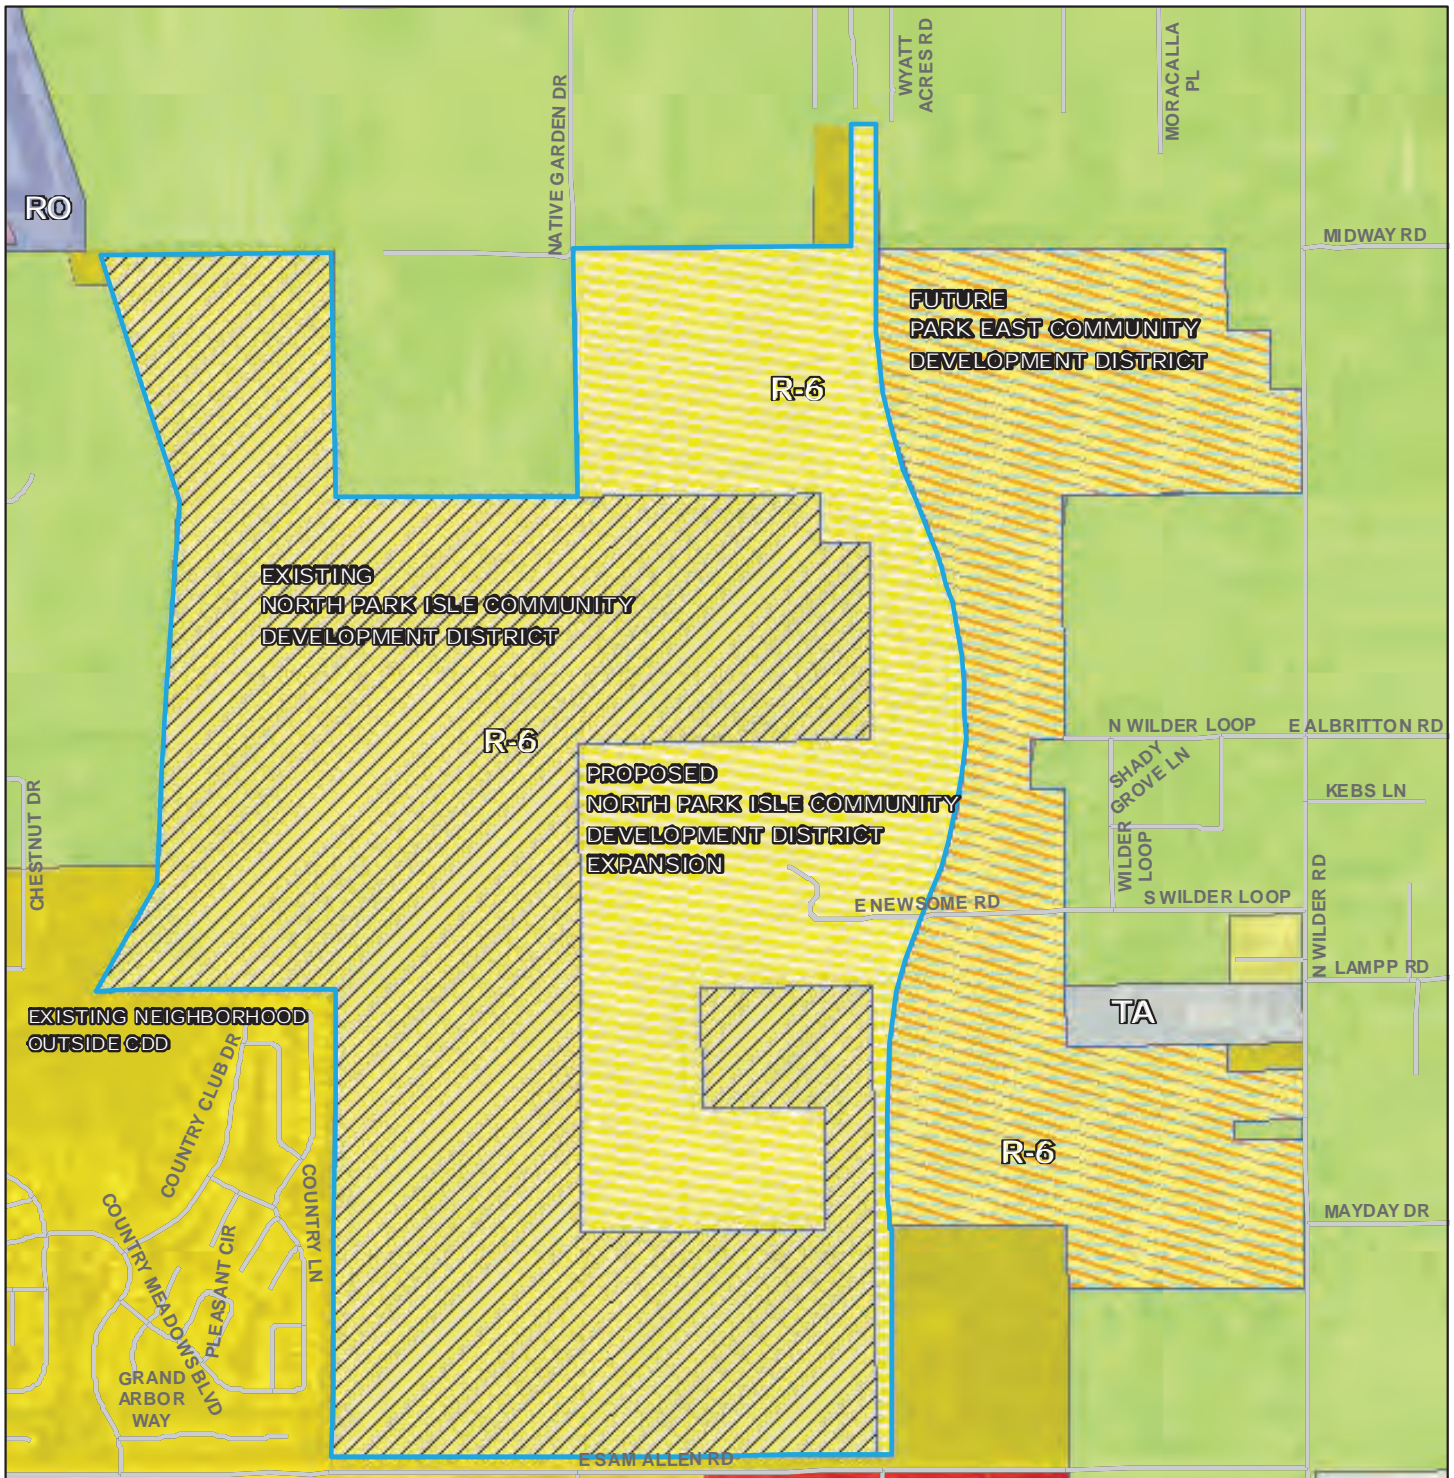 WYATT
ACRES RD
MORACALLA
PL
NATIVE GARDEN DR
RO
MIDWAY RD
FUTURE
PARK EAST COMMUNITY
DEVELOPMENT DISTRICT
R-6
EXISTING
NORTH PARK ISLE COMMUNITY
DEVELOPMENT DISTRICT
R-6
N WILDER LOOP
E ALBRITTON RD
SHADY
GROVE LN
PROPOSED
NORTH PARK ISLE COMMUNITY
DEVELOPMENT DISTRICT
EXPANSION
KEBS LN
CHESTNUT DR
WILDER
LOOP
E NEWSOME RD
S WILDER LOOP
N WILDER RD
LAMPP RD
TA
EXISTING NEIGHBORHOOD
OUTSIDE CDD
COUNTRY CLUB DR
R-6
COUNTRY LN
MAYDAY DR
COUNTRY MEADOWS BLVD
PLEASANT CIR
GRAND
ARBOR
WAY
E SAM ALLEN RD